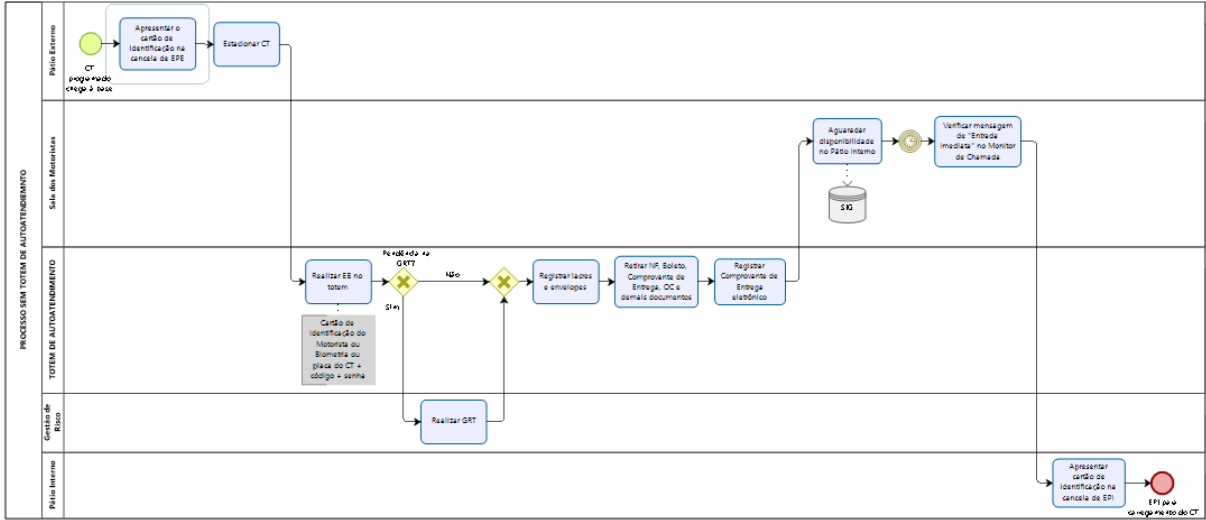 PROCESSO SEM TOTEM DE AUTOATENDIEMNTO
Pátio Externo
CT
programado
chega à base
Apresentar o
cartão de
Identificação na
cancela de EPE
Estacionar CT
Sala dos Motoristas
Aguaradar
disponibilidade
no Pátio Interno
SIG
Verificar mensagem
de "Entrada
Imediata" no Monitor
de Chamada
TOTEM DE AUTOATENDIMENTO
Realizar EB no
totem
Cartão de
Identificação do
Motorista ou
Biometria ou
placa do CT +
código + senha
Pendência na
GRT?
Não
Sim
Registrar lacres
e envelopes
Retirar NF, Boleto,
Comprovante de
Entrega, OC e
demais documentos
Registrar
Comprovante de
Entrega
eletrônico
Gestão de
Risco
Realizar GRT
Pátio Interno
Apresentar
cartão de
Identificação na
cancela de EPI
EPI para
carregamento do CT